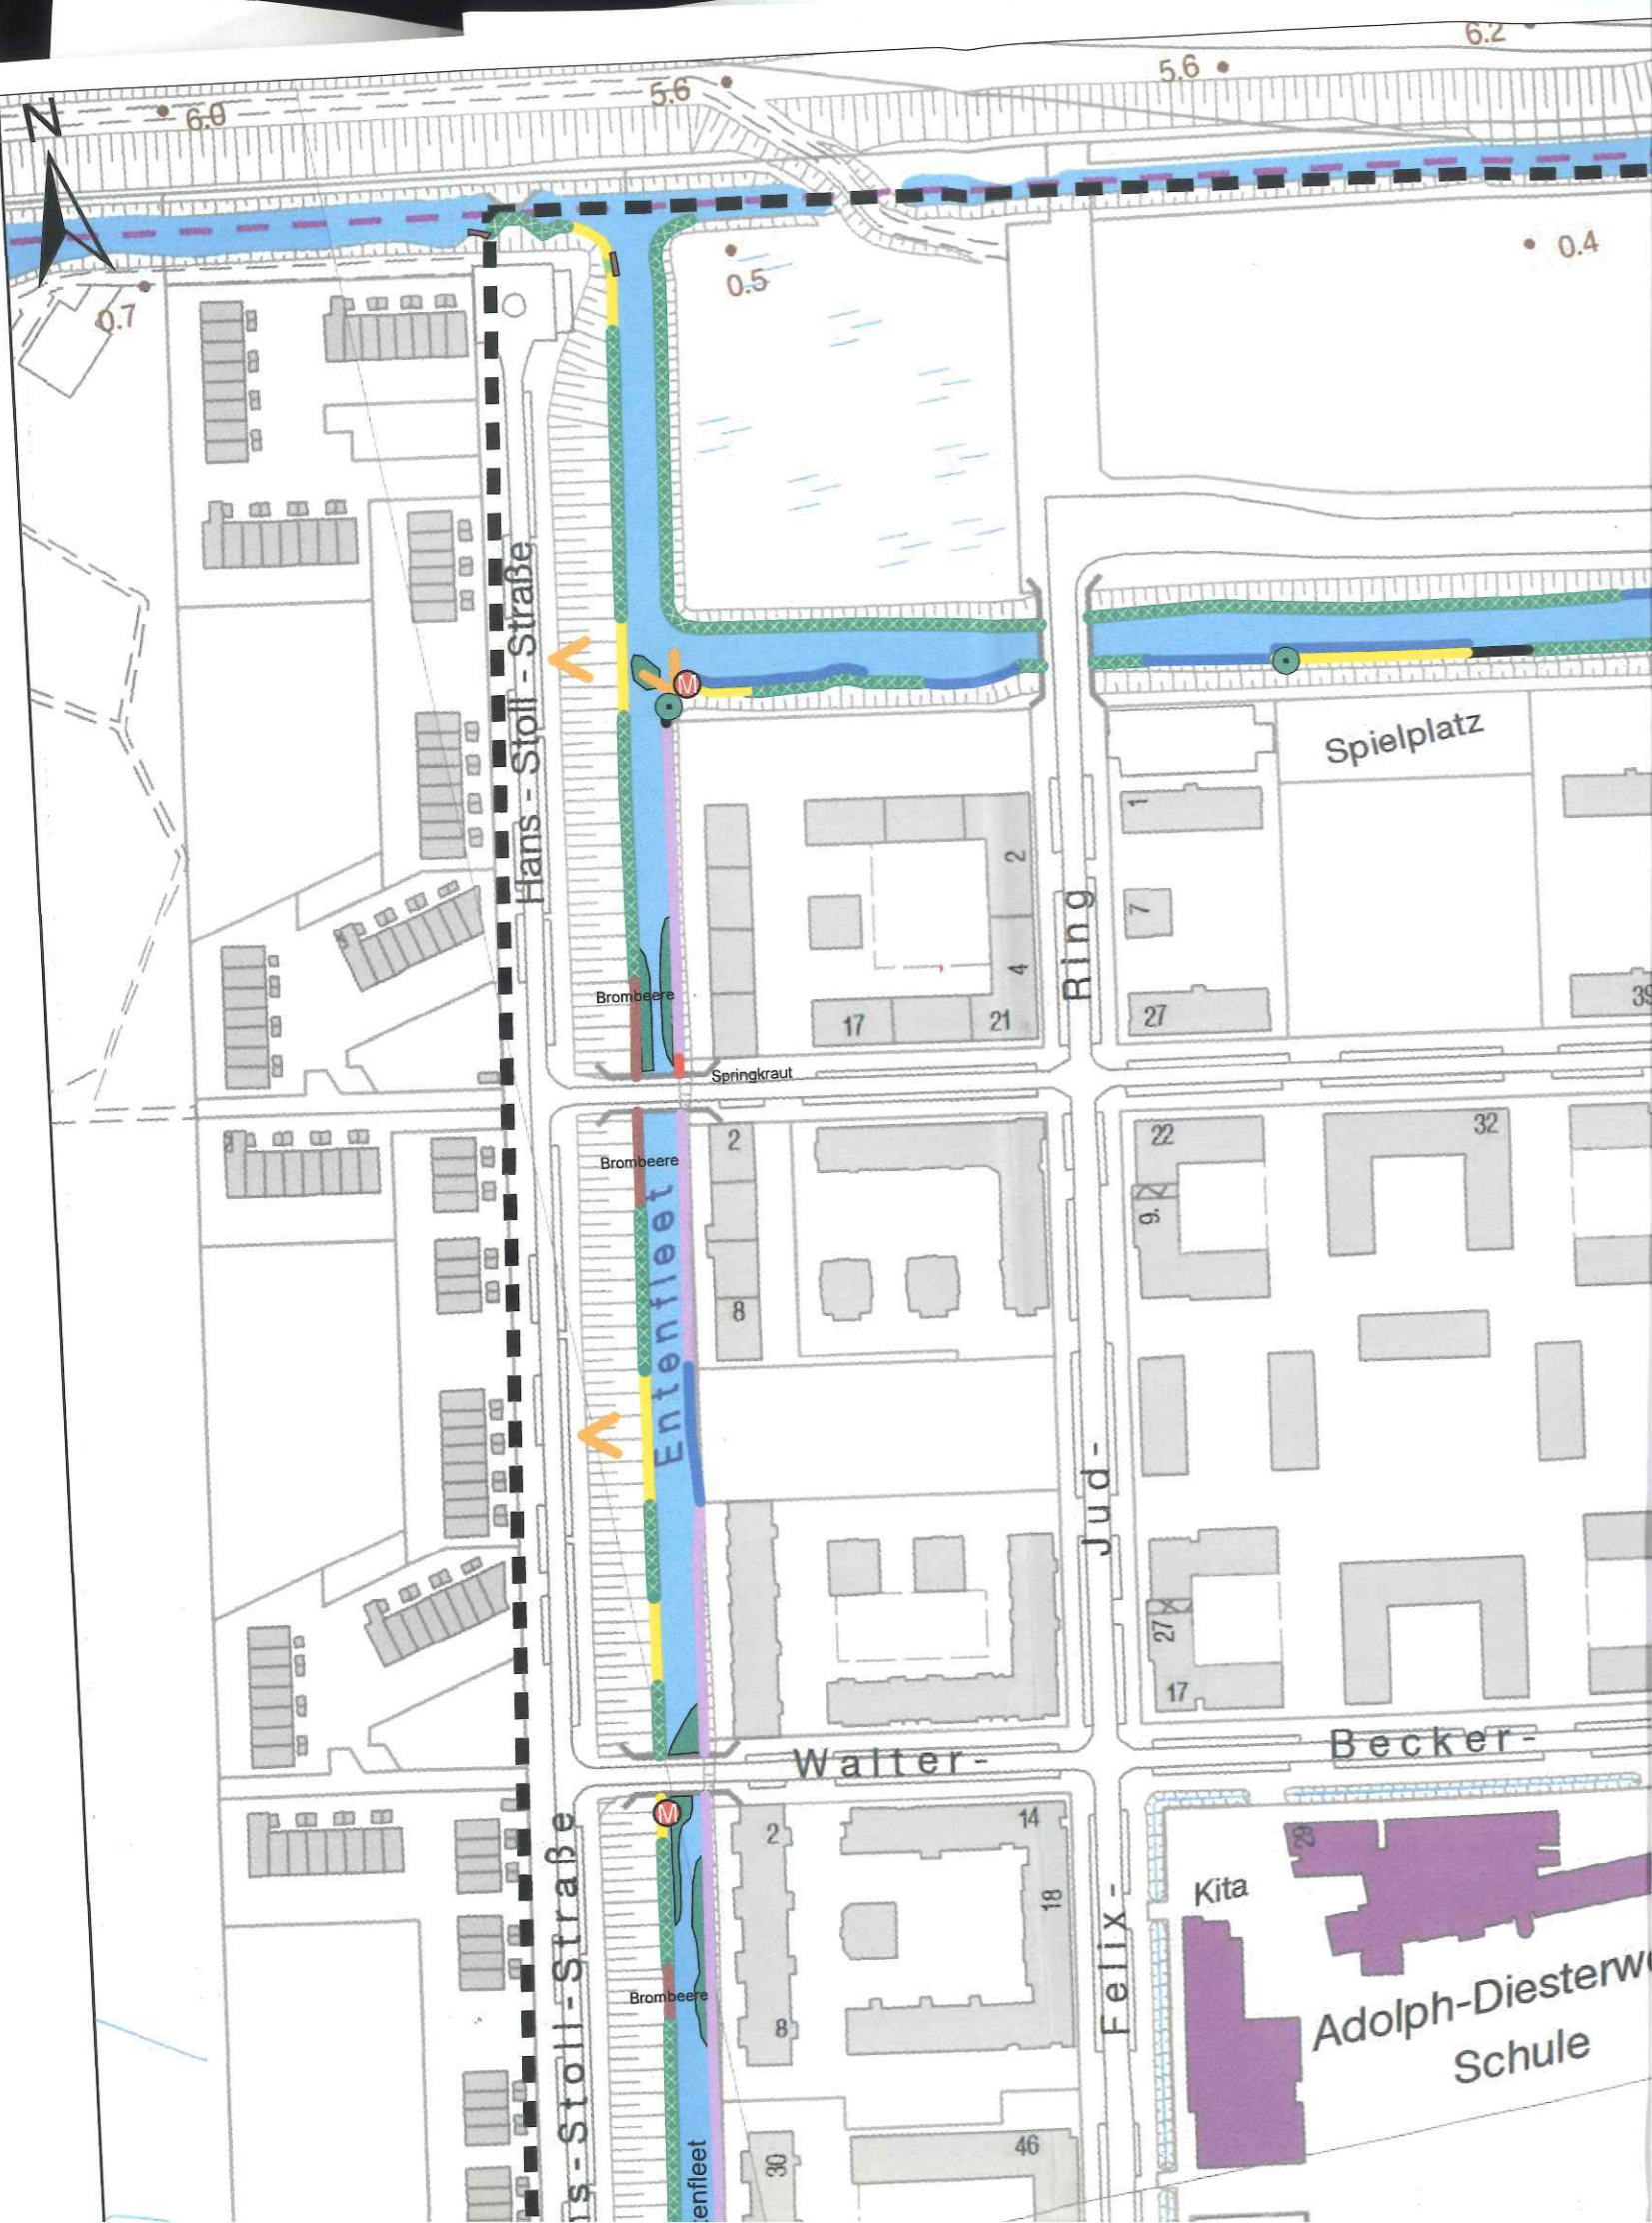 6.2
5.6
5.6
6.0
N
0.4
0.5
0.7
Hans - Stoll - Straße
M
Spielplatz
1
2
7
Ring
4
Brombeere
17
21
27
39
Springkraut
2
22
32
Brombeere
9.
Entenfleet
8
Jud -
27
17
Walter-
Becker-
M
2
14
29
Kita
18
Felix -
Brombeere
Adolph-Diesterwe
8
Schule
s - Stoll - Straße
46
30
enfleet